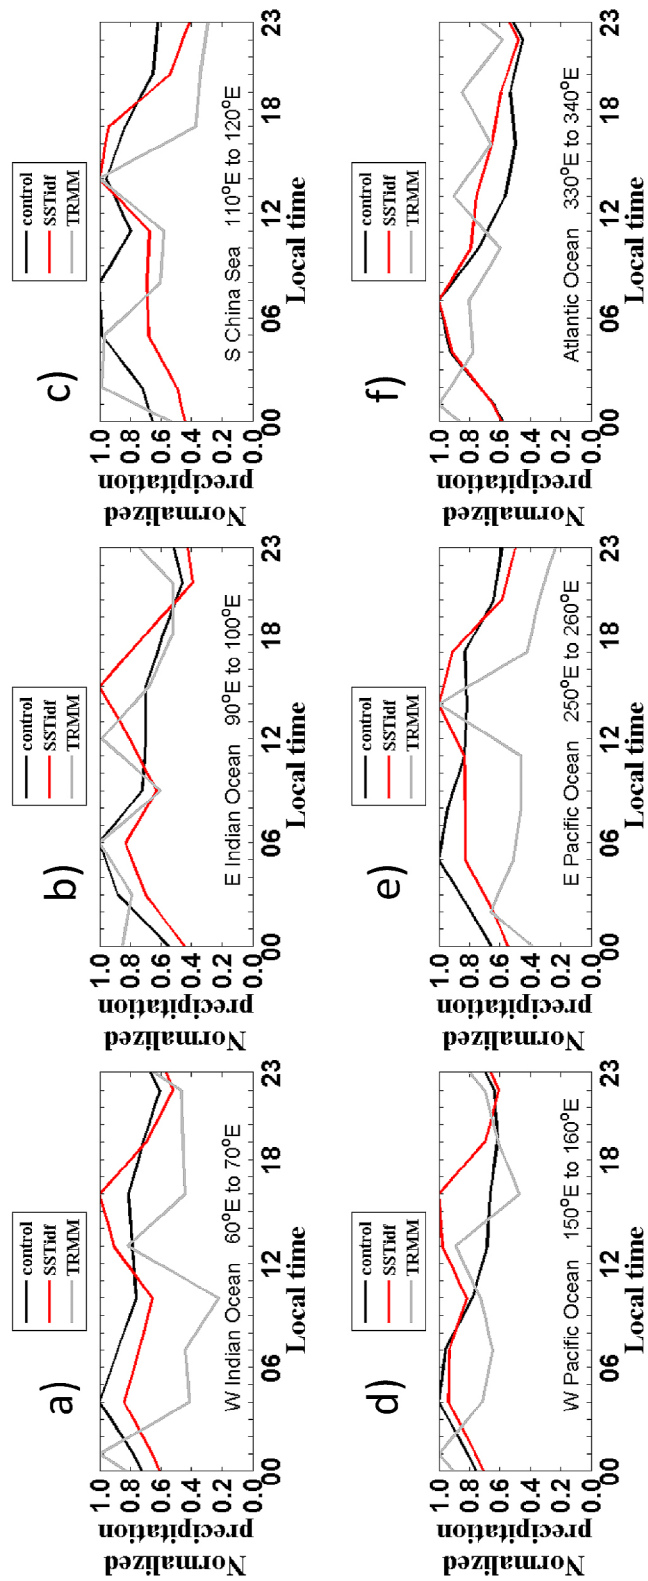 a)
control
SSTidf
TRMM
Normalized
precipitation
1.0
0.8
0.6
0.4
0.2
0.0
W Indian Ocean 60°E to 70°E
00 06 12 18 23
Local time
b)
control
SSTidf
TRMM
Normalized
precipitation
1.0
0.8
0.6
0.4
0.2
0.0
E Indian Ocean 90°E to 100°E
00 06 12 18 23
Local time
c)
control
SSTidf
TRMM
Normalized
precipitation
1.0
0.8
0.6
0.4
0.2
0.0
S China Sea 110°E to 120°E
00 06 12 18 23
Local time
d)
control
SSTidf
TRMM
Normalized
precipitation
1.0
0.8
0.6
0.4
0.2
0.0
W Pacific Ocean 150°E to 160°E
00 06 12 18 23
Local time
e)
control
SSTidf
TRMM
Normalized
precipitation
1.0
0.8
0.6
0.4
0.2
0.0
E Pacific Ocean 250°E to 260°E
00 06 12 18 23
Local time
f)
control
SSTidf
TRMM
Normalized
precipitation
1.0
0.8
0.6
0.4
0.2
0.0
Atlantic Ocean 330°E to 340°E
00 06 12 18 23
Local time